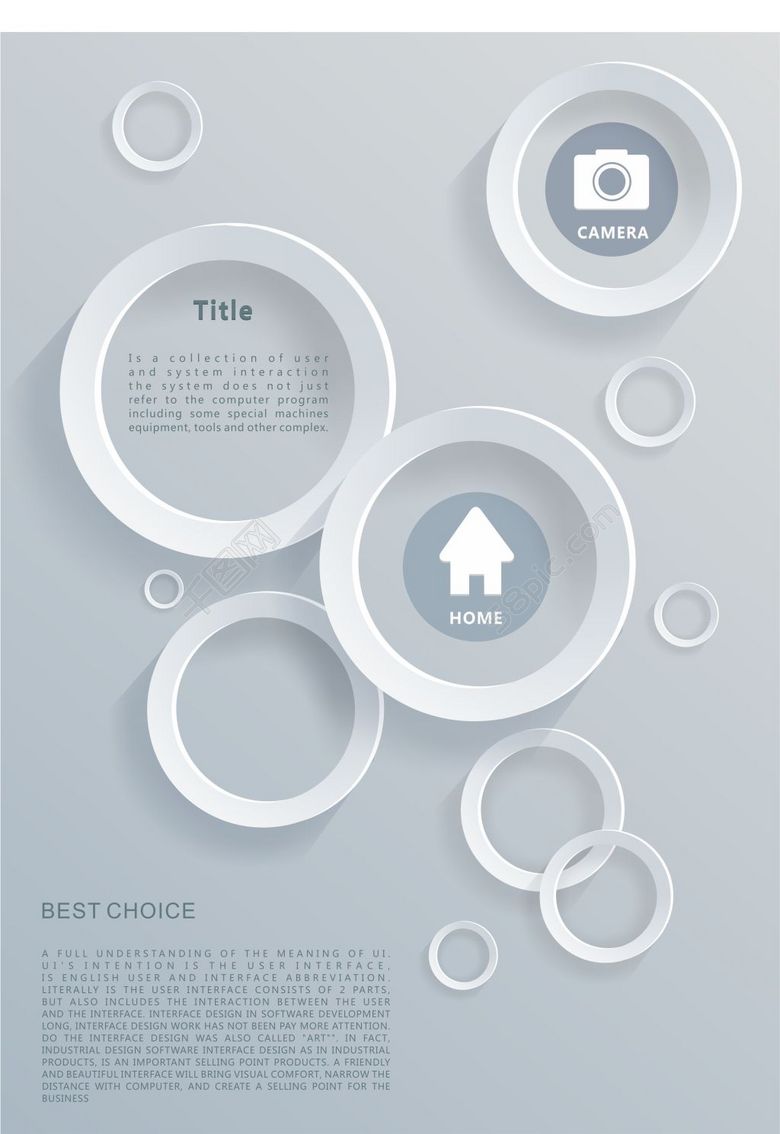 CAMERA
Title
Is a collection of user
and system interaction
the system does not just
refer to the computer program
including some special machines
equipment, tools and other complex.
HOME
千图网
58pic.com
BEST CHOICE
A FULL UNDERSTANDING OF THE MEANING OF UI.
UI'S INTENTION IS THE USER INTERFACE,
IS ENGLISH USER AND INTERFACE ABBREVIATION.
LITERALLY IS THE USER INTERFACE CONSISTS OF 2 PARTS,
BUT ALSO INCLUDES THE INTERACTION BETWEEN THE USER
AND THE INTERFACE. INTERFACE DESIGN IN SOFTWARE DEVELOPMENT
LONG, INTERFACE DESIGN WORK HAS NOT BEEN PAY MORE ATTENTION.
DO THE INTERFACE DESIGN WAS ALSO CALLED "ART"". IN FACT,
INDUSTRIAL DESIGN SOFTWARE INTERFACE DESIGN AS IN INDUSTRIAL
PRODUCTS, IS AN IMPORTANT SELLING POINT PRODUCTS. A FRIENDLY
AND BEAUTIFUL INTERFACE WILL BRING VISUAL COMFORT, NARROW THE
DISTANCE WITH COMPUTER, AND CREATE A SELLING POINT FOR THE
BUSINESS